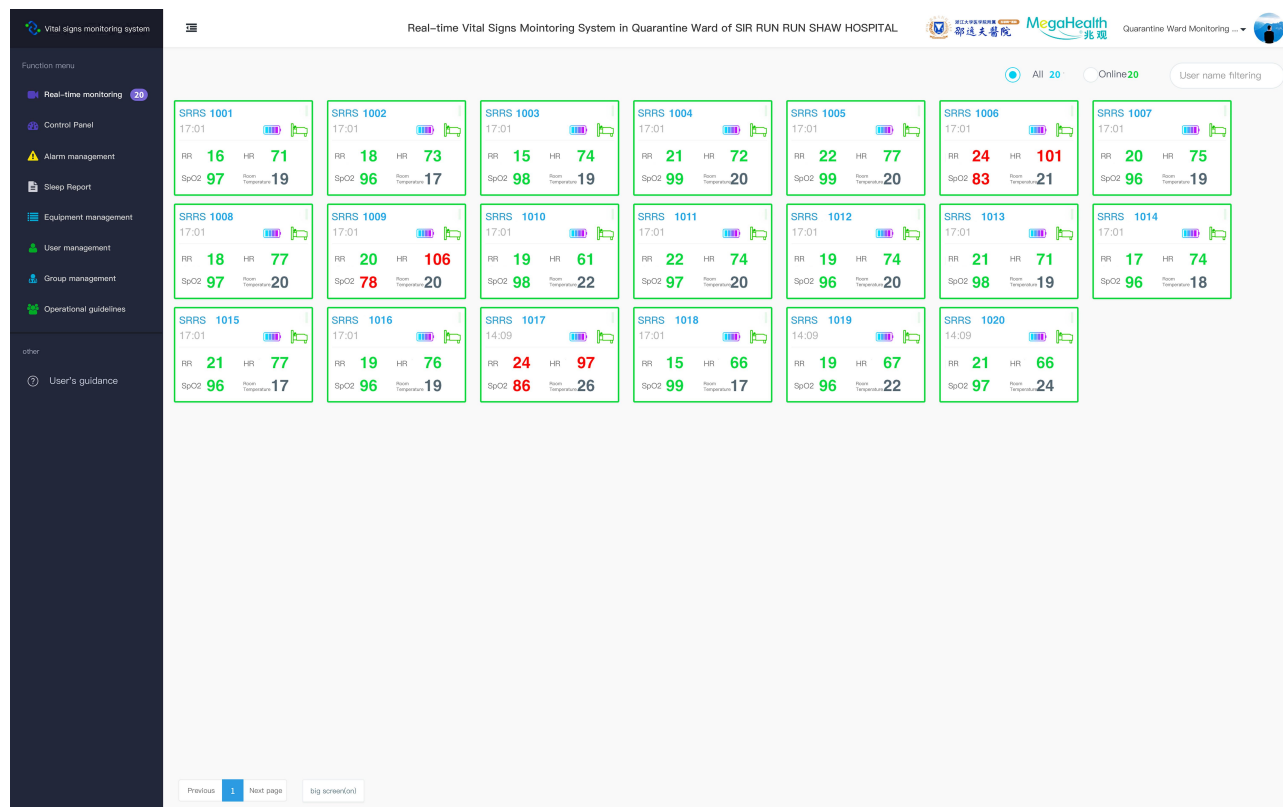 Vital signs monitoring system
Real-time Vital Signs Mointoring System in Quarantine Ward of SIR RUN RUN SHAW HOSPITAL
浙江大学医学院附属
邵逸夫醫院
MegaHealth
兆观
Quarantine Ward Monitoring ...
Function menu
Real-time monitoring 20
Control Panel
Alarm management
Sleep Report
Equipment management
User management
Group management
Operational guidelines
other
User's guidance
All 20
Online20
User name filtering
SRRS 1001
17:01
RR 16 HR 71
SpO2 97 Room Temperature 19
SRRS 1002
17:01
RR 18 HR 73
SpO2 96 Room Temperature 17
SRRS 1003
17:01
RR 15 HR 74
SpO2 98 Room Temperature 19
SRRS 1004
17:01
RR 21 HR 72
SpO2 99 Room Temperature 20
SRRS 1005
17:01
RR 22 HR 77
SpO2 99 Room Temperature 20
SRRS 1006
17:01
RR 24 HR 101
SpO2 83 Room Temperature 21
SRRS 1007
17:01
RR 20 HR 75
SpO2 96 Room Temperature 19
SRRS 1008
17:01
RR 18 HR 77
SpO2 97 Room Temperature 20
SRRS 1009
17:01
RR 20 HR 106
SpO2 78 Room Temperature 20
SRRS 1010
17:01
RR 19 HR 61
SpO2 98 Room Temperature 22
SRRS 1011
17:01
RR 22 HR 74
SpO2 97 Room Temperature 20
SRRS 1012
17:01
RR 19 HR 74
SpO2 96 Room Temperature 20
SRRS 1013
17:01
RR 21 HR 71
SpO2 98 Room Temperature 19
SRRS 1014
17:01
RR 17 HR 74
SpO2 96 Room Temperature 18
SRRS 1015
17:01
RR 21 HR 77
SpO2 96 Room Temperature 17
SRRS 1016
17:01
RR 19 HR 76
SpO2 96 Room Temperature 19
SRRS 1017
14:09
RR 24 HR 97
SpO2 86 Room Temperature 26
SRRS 1018
17:01
RR 15 HR 66
SpO2 99 Room Temperature 17
SRRS 1019
14:09
RR 19 HR 67
SpO2 96 Room Temperature 22
SRRS 1020
14:09
RR 21 HR 66
SpO2 97 Room Temperature 24
Previous 1 Next page big screen(on)